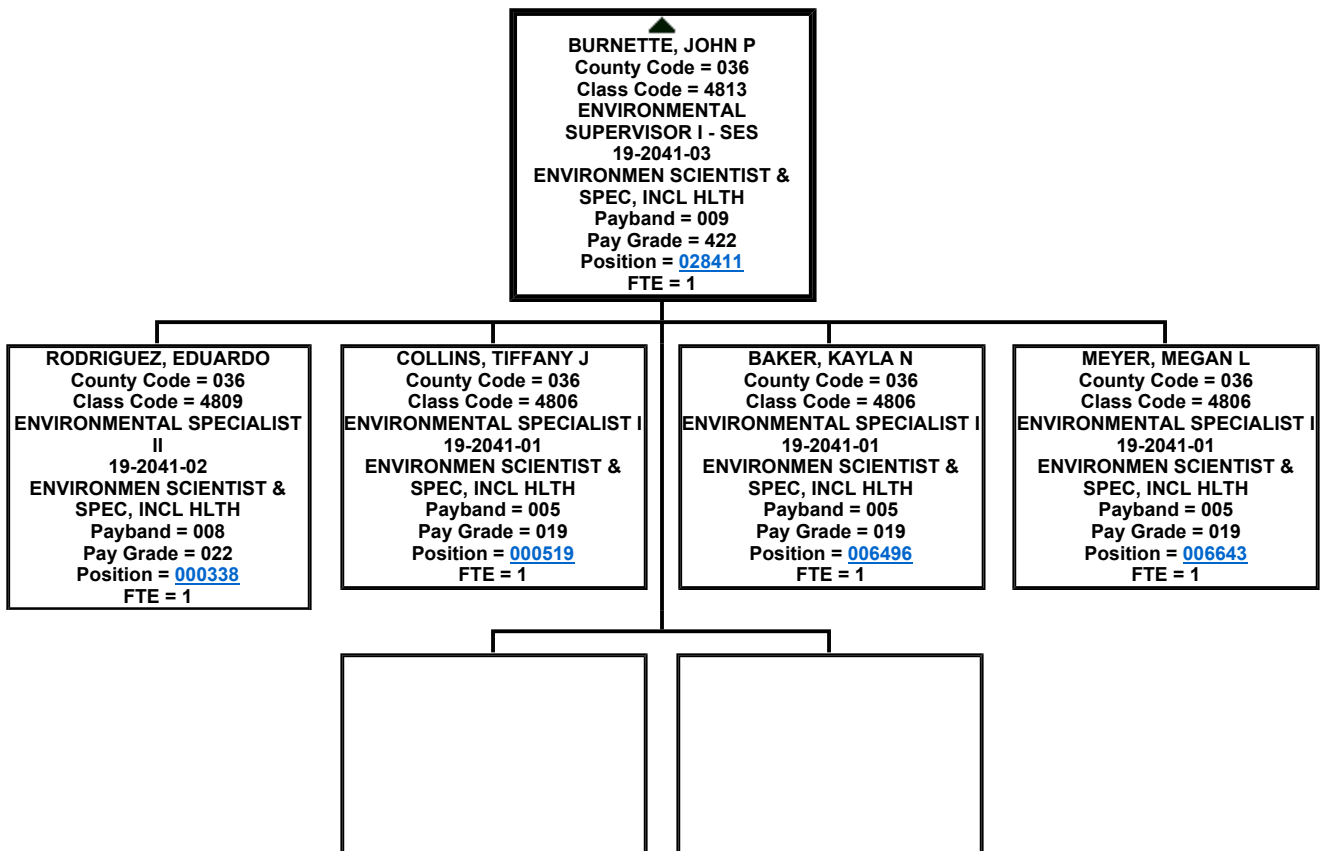 BURNETTE, JOHN P
County Code = 036
Class Code = 4813
ENVIRONMENTAL
SUPERVISOR I - SES
19-2041-03
ENVIRONMEN SCIENTIST &
SPEC, INCL HLTH
Payband = 009
Pay Grade = 422
Position = 028411
FTE = 1
RODRIGUEZ, EDUARDO
County Code = 036
Class Code = 4809
ENVIRONMENTAL SPECIALIST
II
19-2041-02
ENVIRONMEN SCIENTIST &
SPEC, INCL HLTH
Payband = 008
Pay Grade = 022
Position = 000338
FTE = 1
COLLINS, TIFFANY J
County Code = 036
Class Code = 4806
ENVIRONMENTAL SPECIALIST I
19-2041-01
ENVIRONMEN SCIENTIST &
SPEC, INCL HLTH
Payband = 005
Pay Grade = 019
Position = 000519
FTE = 1
BAKER, KAYLA N
County Code = 036
Class Code = 4806
ENVIRONMENTAL SPECIALIST I
19-2041-01
ENVIRONMEN SCIENTIST &
SPEC, INCL HLTH
Payband = 005
Pay Grade = 019
Position = 006496
FTE = 1
MEYER, MEGAN L
County Code = 036
Class Code = 4806
ENVIRONMENTAL SPECIALIST I
19-2041-01
ENVIRONMEN SCIENTIST &
SPEC, INCL HLTH
Payband = 005
Pay Grade = 019
Position = 006643
FTE = 1